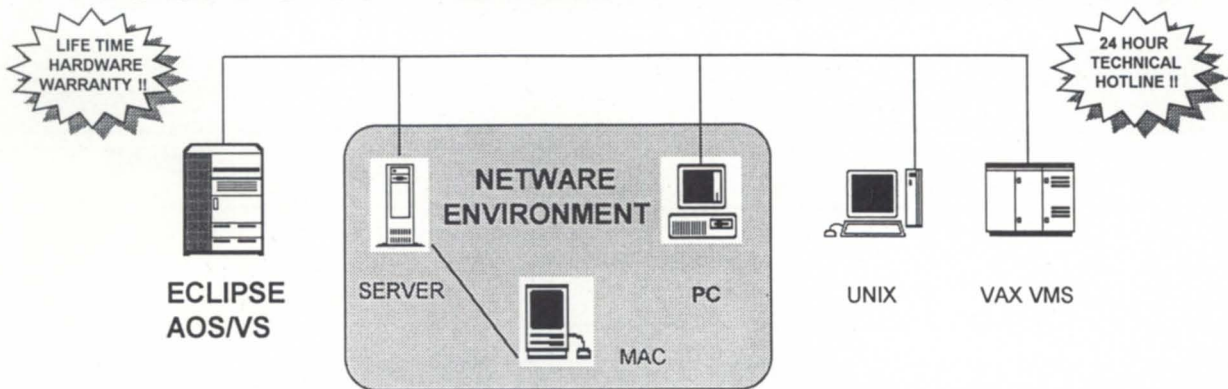 LIFE TIME
HARDWARE
WARRANTY !!
24 HOUR
TECHNICAL
HOTLINE !!
NETWARE
ENVIRONMENT
ECLIPSE
AOS/VS
SERVER
MAC
PC
UNIX
VAX VMS